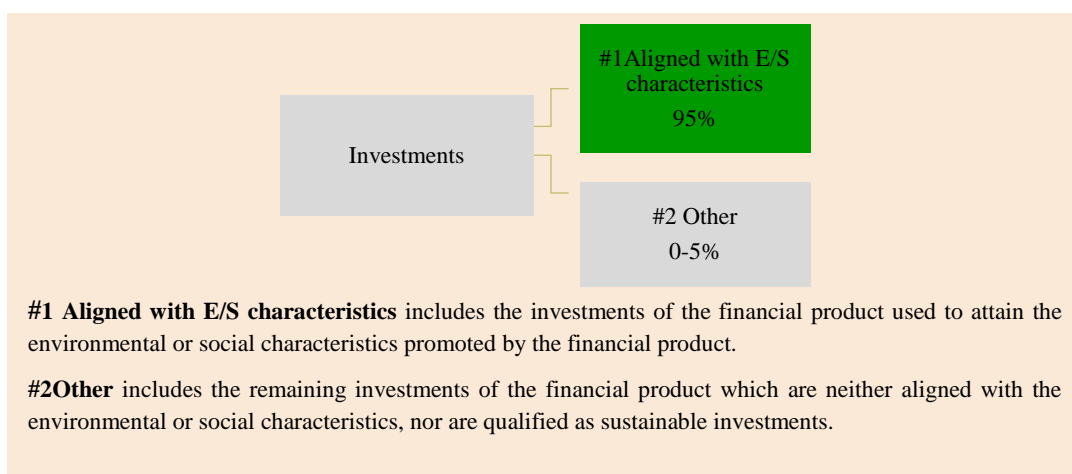 #1Aligned with E/S
characteristics
95%
Investments
#2 Other
0-5%
#1 Aligned with E/S characteristics includes the investments of the financial product used to attain the
environmental or social characteristics promoted by the financial product.
#2Other includes the remaining investments of the financial product which are neither aligned with the
environmental or social characteristics, nor are qualified as sustainable investments.